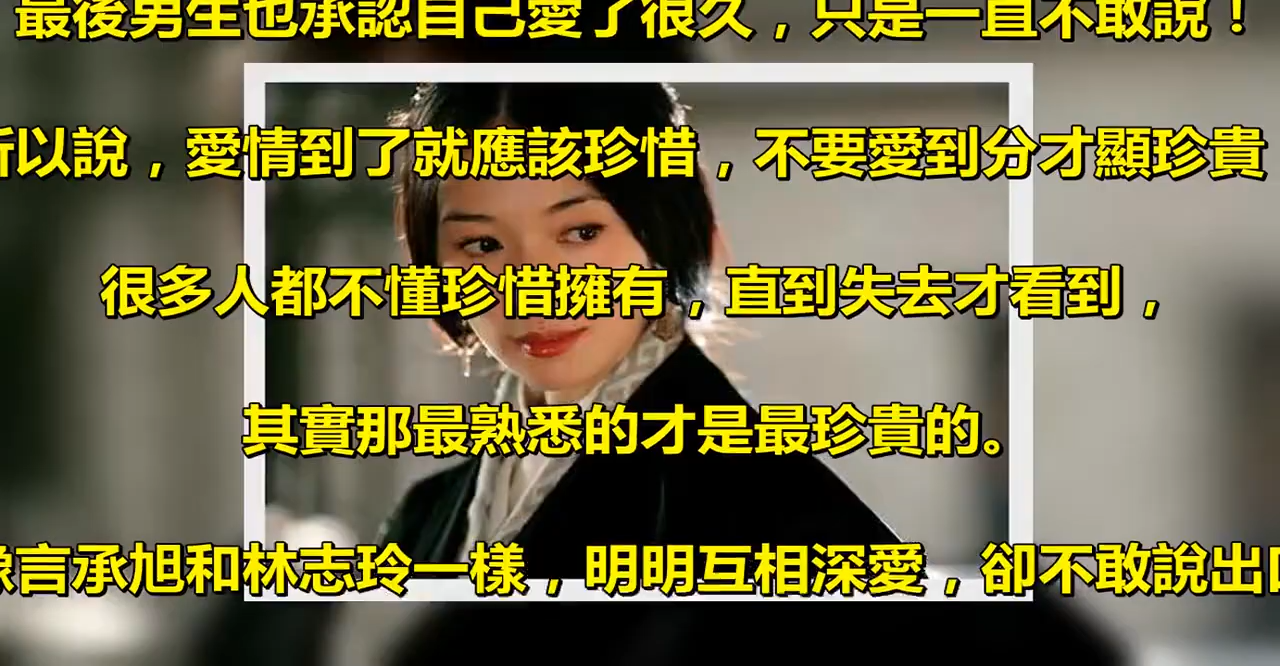 最後男生也承認自己愛了很久，只是一直不敢說！
所以說，愛情到了就應該珍惜，不要愛到分才顯珍貴
很多人都不懂珍惜擁有，直到失去才看到，
其實那最熟悉的才是最珍貴的。
像言承旭和林志玲一樣，明明互相深愛，卻不敢說出口